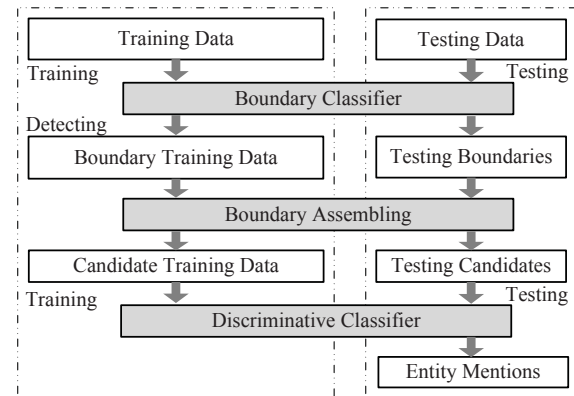 Training Data
Testing Data
Training
Testing
Boundary Classifier
Detecting
Boundary Training Data
Testing Boundaries
Boundary Assembling
Candidate Training Data
Testing Candidates
Training
Testing
Discriminative Classifier
Entity Mentions